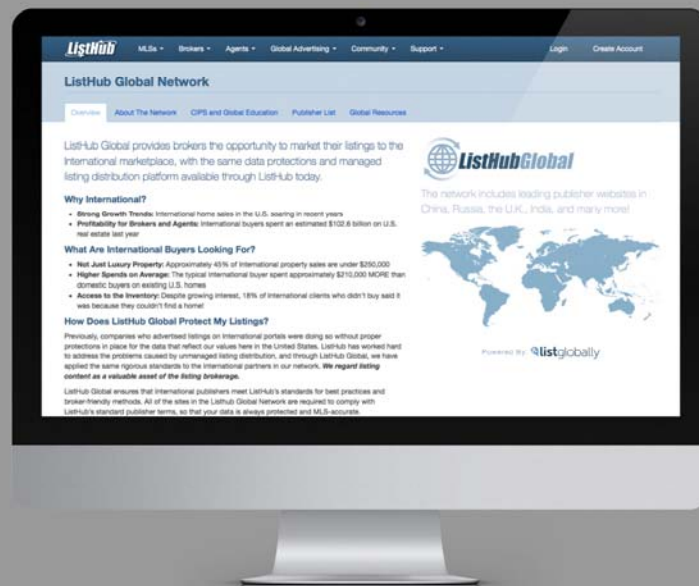 ListHub MLSs Brokers Agents Global Advertising Community Support Login Create Account
ListHub Global Network
Overview About The Network CIPS and Global Education Publisher List Global Resources
ListHub Global provides brokers the opportunity to market their listings to the
International marketplace, with the same data protections and managed
listing distribution platform available through ListHub today.
Why International?
• Strong Growth Trends: International home sales in the U.S. soaring in recent years
• Profitability for Brokers and Agents: International buyers spent an estimated $102.6 billion on U.S.
real estate last year
What Are International Buyers Looking For?
• Not Just Luxury Property: Approximately 45% of International property sales are under $250,000
• Higher Spends on Average: The typical International buyer spent approximately $210,000 MORE than
domestic buyers on existing U.S. homes
• Access to the Inventory: Despite growing interest, 18% of international clients who didn't buy said it
was because they couldn't find a home!
How Does ListHub Global Protect My Listings?
Previously, companies who advertised listings on International portals were doing so without proper
protections in place for the data that reflect our values here in the United States. ListHub has worked hard
to address the problems caused by unmanaged listing distribution, and through ListHub Global, we have
applied the same rigorous standards to the International partners in our network. We regard listing
content as a valuable asset of the listing brokerage.
ListHub Global ensures that international publishers meet ListHub's standards for best practices and
broker-friendly methods. All of the sites in the Listhub Global Network are required to comply with
ListHub's standard publisher terms, so that your data is always protected and MLS-accurate.
ListHubGlobal
The network includes leading publisher websites in
China, Russia, the U.K., India, and many more!
Powered By listglobally